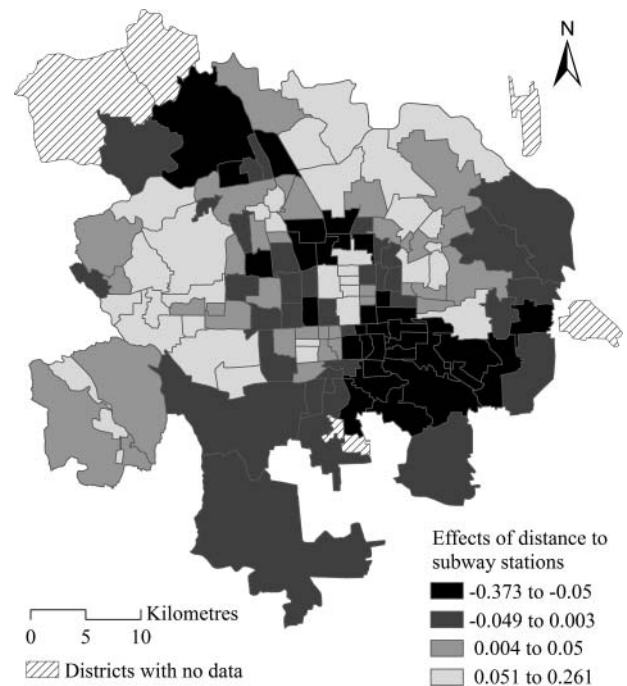 N
Effects of distance to
subway stations
-0.373 to -0.05
-0.049 to 0.003
0.004 to 0.05
0.051 to 0.261
Kilometres
0 5 10
Districts with no data